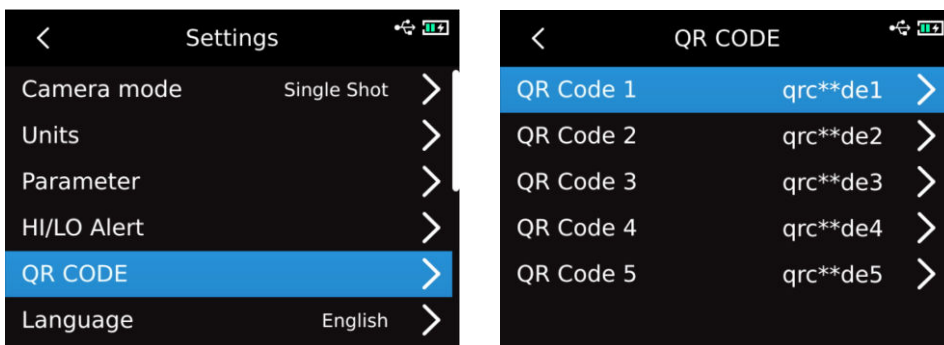 Settings
Camera mode Single Shot
Units
Parameter
HI/LO Alert
QR CODE
Language English
QR CODE
QR Code 1 qrc**de1
QR Code 2 qrc**de2
QR Code 3 qrc**de3
QR Code 4 qrc**de4
QR Code 5 qrc**de5